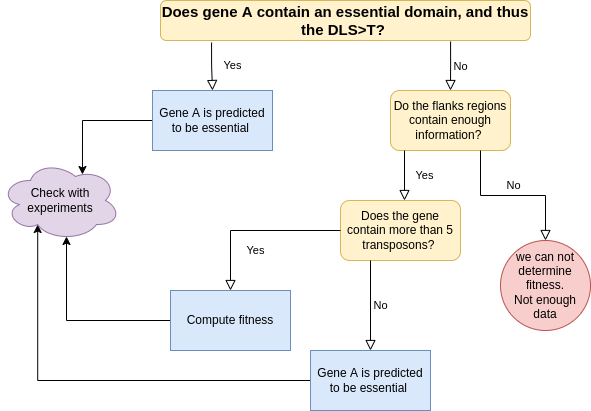 Does gene A contain an essential domain, and thus
the DLS>T?
Yes
No
Gene A is predicted
to be essential
Do the flanks regions
contain enough
information?
Check with
experiments
Yes
No
Does the gene
contain more than 5
transposons?
Yes
we can not
determine
fitness.
Not enough
data
No
Compute fitness
Gene A is predicted
to be essential